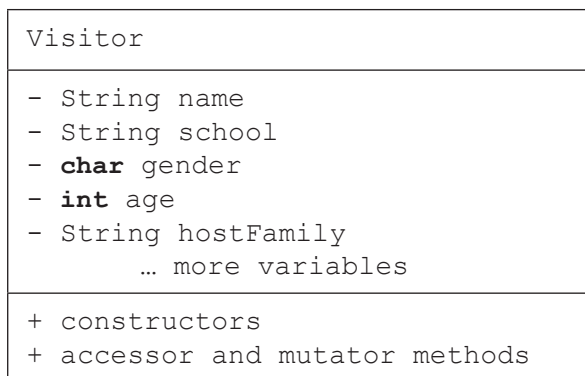 Visitor
- String name
- String school
- char gender
- int age
- String hostFamily
… more variables
+ constructors
+ accessor and mutator methods